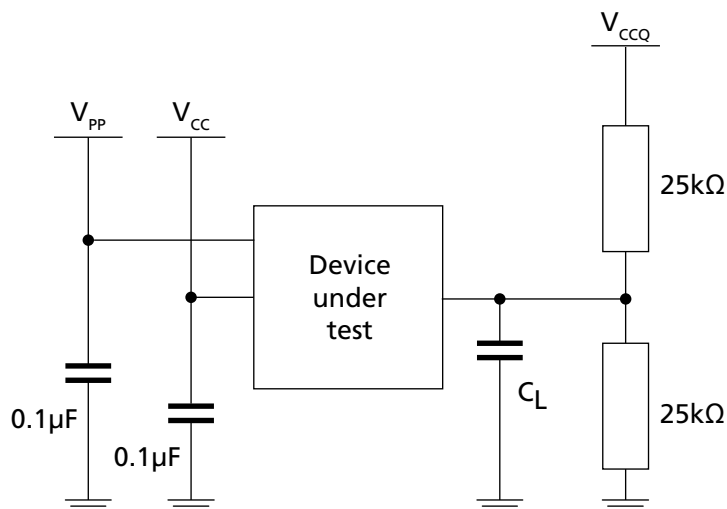 V_CCQ
V_PP
V_CC
25kΩ
Device
under
test
C_L
0.1μF
0.1μF
25kΩ